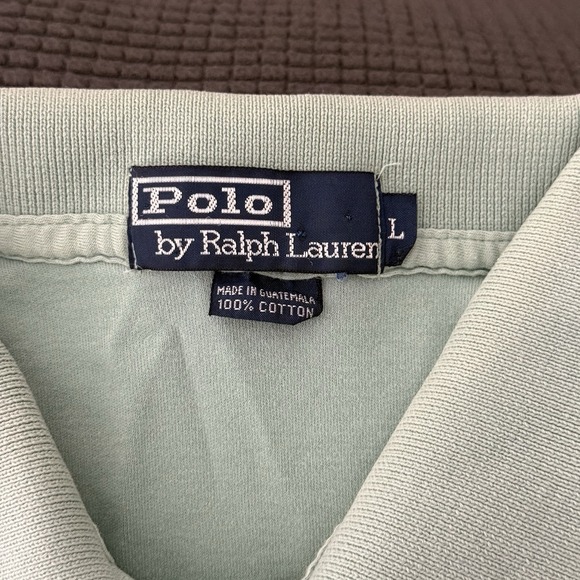 Polo
by Ralph Lauren
L
MADE IN GUATEMALA
100% COTTON